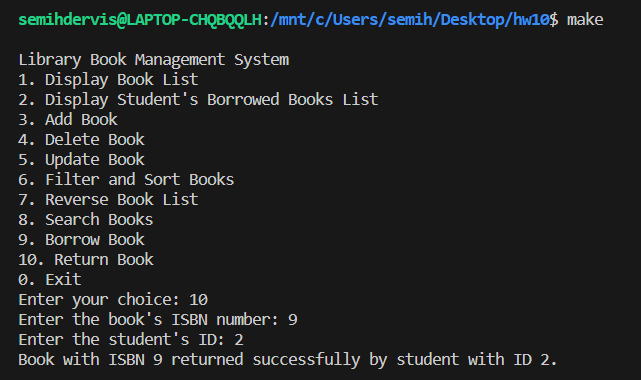 semihdervis@LAPTOP-CHQBQQLH:/mnt/c/Users/semih/Desktop/hw10$ make
Library Book Management System
1. Display Book List
2. Display Student's Borrowed Books List
3. Add Book
4. Delete Book
5. Update Book
6. Filter and Sort Books
7. Reverse Book List
8. Search Books
9. Borrow Book
10. Return Book
0. Exit
Enter your choice: 10
Enter the book's ISBN number: 9
Enter the student's ID: 2
Book with ISBN 9 returned successfully by student with ID 2.